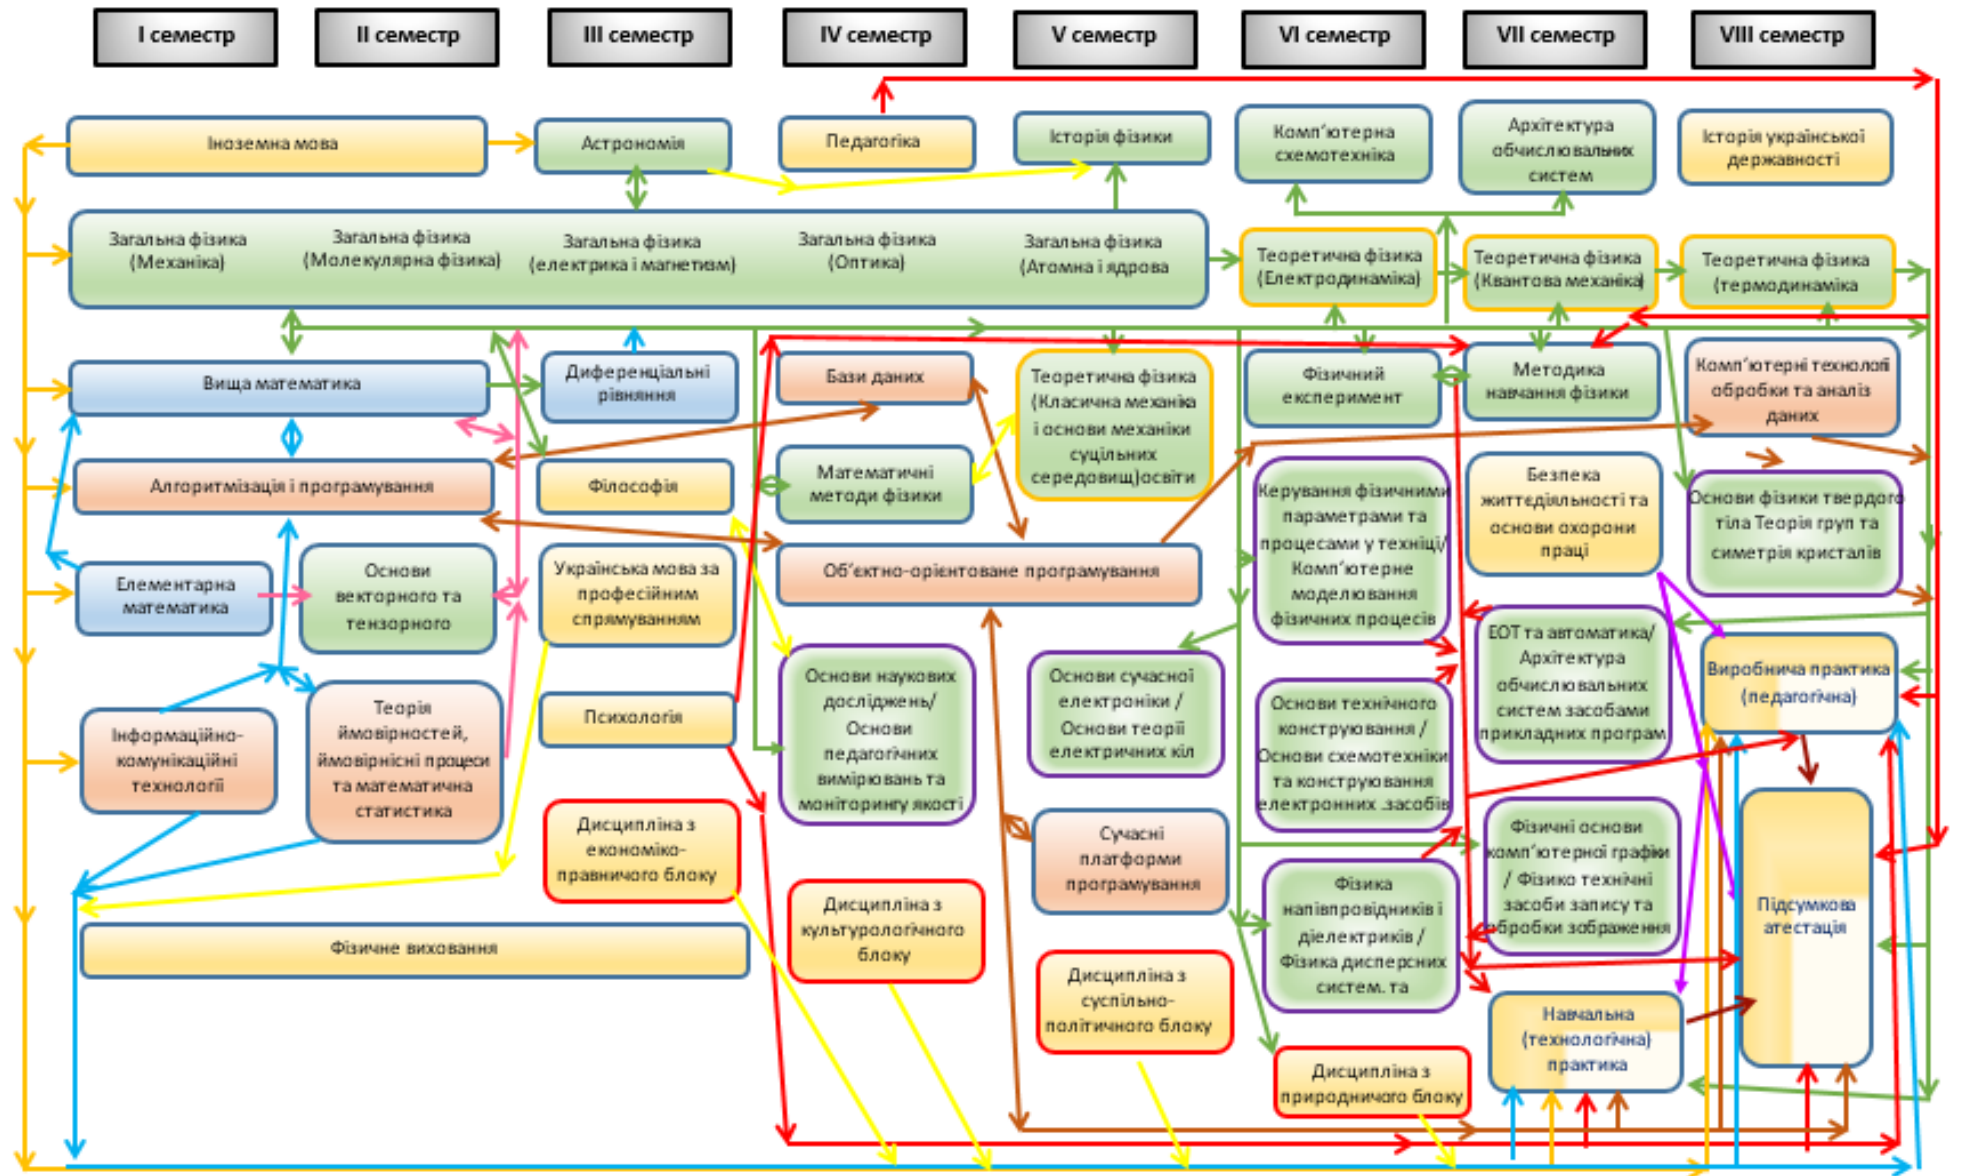 I семестр
II семестр
III семестр
IV семестр
V семестр
VI семестр
VII семестр
VIII семестр
Іноземна мова
Астрономія
Педагогіка
Історія фізики
Комп'ютерна
схемотехніка
Архітектура
обчислювальних
систем
Історія української
державності
Загальна фізика
(Механіка)
Загальна фізика
(Молекулярна фізика)
Загальна фізика
(електрика і магнетизм)
Загальна фізика
(Оптика)
Загальна фізика
(Атомна і ядрова
Теоретична фізика
(Електродинаміка)
Теоретична фізика
(Квантова механіка)
Теоретична фізика
(термодинаміка
Вища математика
Диференціальні
рівняння
Бази даних
Теоретична фізика
(Класична механіка
і основи механіки
суцільних
середовищ)освіти
Фізичний
експеримент
Методика
навчання фізики
Комп'ютерні технології
обробки та аналіз
даних
Алгоритмізація і програмування
Філософія
Математичні
методи фізики
Керування фізичними
параметрами та
процесами у техніці/
Комп'ютерне
моделювання
фізичних процесів
Безпека
життєдіяльності та
основи охорони
праці
Основи фізики твердого
тіла Теорія груп та
симетрія кристалів
Елементарна
математика
Основи
векторного та
тензорного
Українська мова за
професійним
спрямуванням
Об'єктно-орієнтоване програмування
ЕОТ та автоматика/
Архітектура
обчислювальних
систем засобами
прикладних програм
Виробнича практика
(педагогічна)
Інформаційно-
комунікаційні
технології
Теорія
ймовірностей,
ймовірнісні процеси
та математична
статистика
Психологія
Основи наукових
досліджень/
Основи
педагогічних
вимірювань та
моніторингу якості
Основи сучасної
електроніки /
Основи теорії
електричних кіл
Основи технічного
конструювання /
Основи схемотехніки
та конструювання
електронних .засобів
Дисципліна з
економіко-
правничого блоку
Сучасні
платформи
програмування
Фізичні основи
комп'ютерної графіки
/ Фізико технічні
засоби запису та
обробки зображення
Підсумкова
атестація
Фізичне виховання
Дисципліна з
культурологічного
блоку
Дисципліна з
суспільно-
політичного блоку
Фізика
напівпровідників і
діелектриків /
Фізика дисперсних
систем. та
Навчальна
(технологічна)
практика
Дисципліна з
природничого блоку